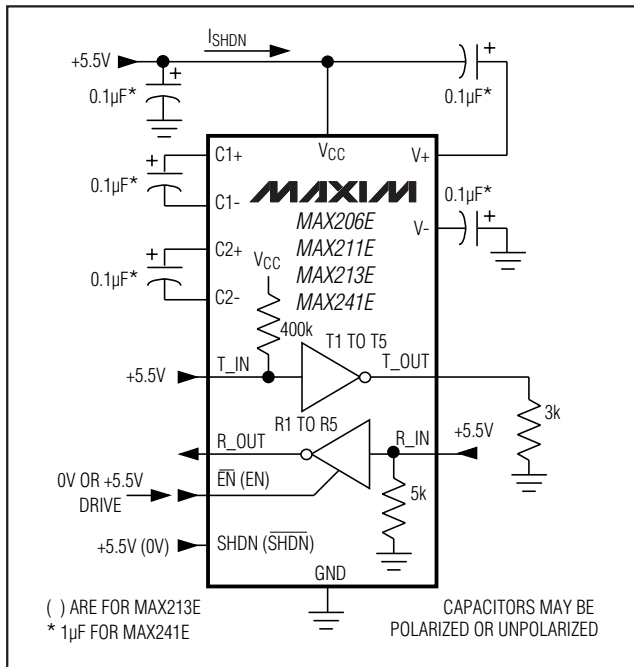 I_SHDN
+5.5V
+
0.1µF*
+
0.1µF*
+
0.1µF*
C1+
C1-
V_CC
V+
MAXIM
MAX206E
MAX211E
MAX213E
MAX241E
0.1µF*
+
V-
+
0.1µF*
C2+
C2-
V_CC
400k
T1 TO T5
+5.5V
T_IN
T_OUT
3k
R1 TO R5
R_OUT
R_IN
+5.5V
0V OR +5.5V
DRIVE
E̅N̅ (EN)
5k
+5.5V (0V)
SHDN (S̅H̅D̅N̅)
GND
( ) ARE FOR MAX213E
* 1µF FOR MAX241E
CAPACITORS MAY BE
POLARIZED OR UNPOLARIZED